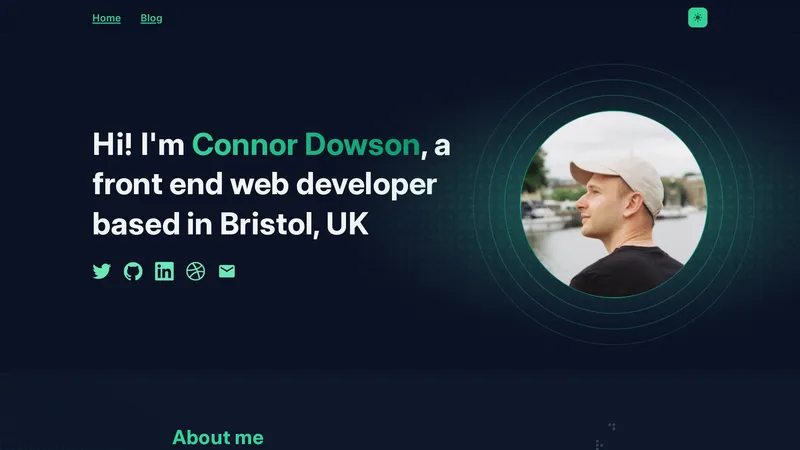 Home Blog
Hi! I'm Connor Dowson, a
front end web developer
based in Bristol, UK
About me